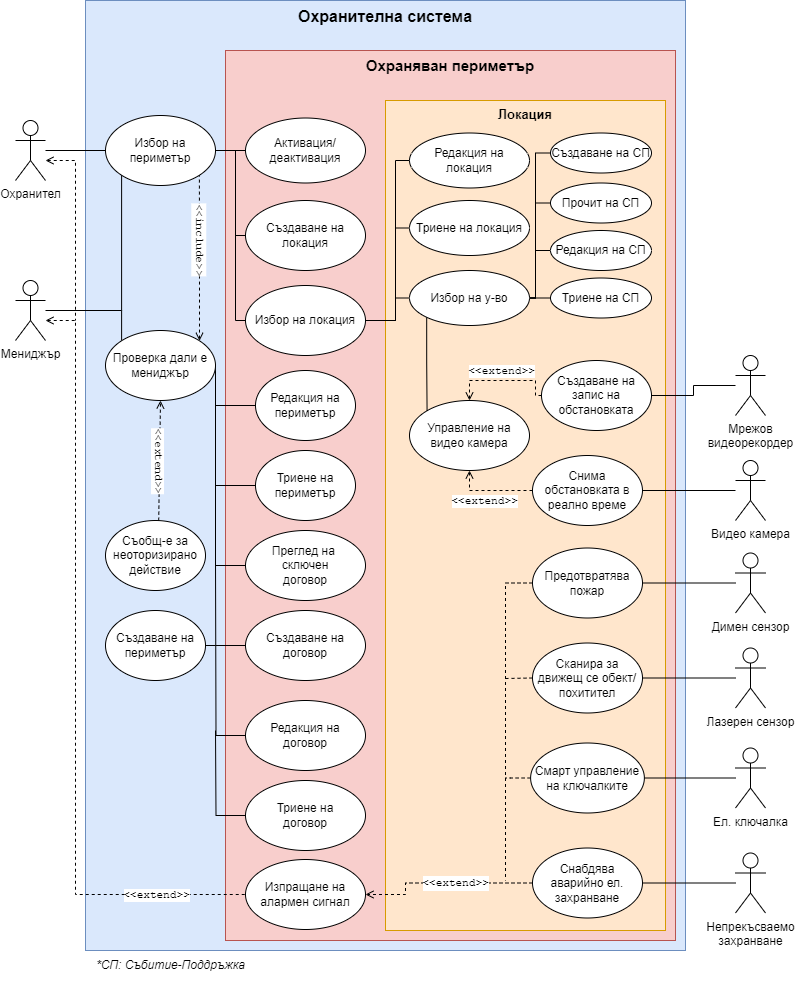 Охранителна система
Охраняван периметър
Локация
Охранител
Мениджър
Избор на
периметър
<<include>>
Проверка дали е
мениджър
<<extend>>
Съобщ-е за
неоторизирано
действие
Създаване на
периметър
Активация/
деактивация
Създаване на
локация
Избор на локация
Редакция на
периметър
Триене на
периметър
Преглед на
сключен
договор
Създаване на
договор
Редакция на
договор
Триене на
договор
Изпращане на
алармен сигнал
<<extend>>
Редакция на
локация
Триене на локация
Избор на у-во
Създаване на СП
Прочит на СП
Редакция на СП
Триене на СП
Управление на
видео камера
<<extend>>
Създаване на
запис на
обстановката
<<extend>>
Снима
обстановката в
реално време
Предотвратява
пожар
Сканира за
движещ се обект/
похитител
Смарт управление
на ключалките
<<extend>>
Снабдява
аварийно ел.
захранване
Мрежов
видеорекордер
Видео камера
Димен сензор
Лазерен сензор
Ел. ключалка
Непрекъсваемо
захранване
*СП: Събитие-Поддръжка